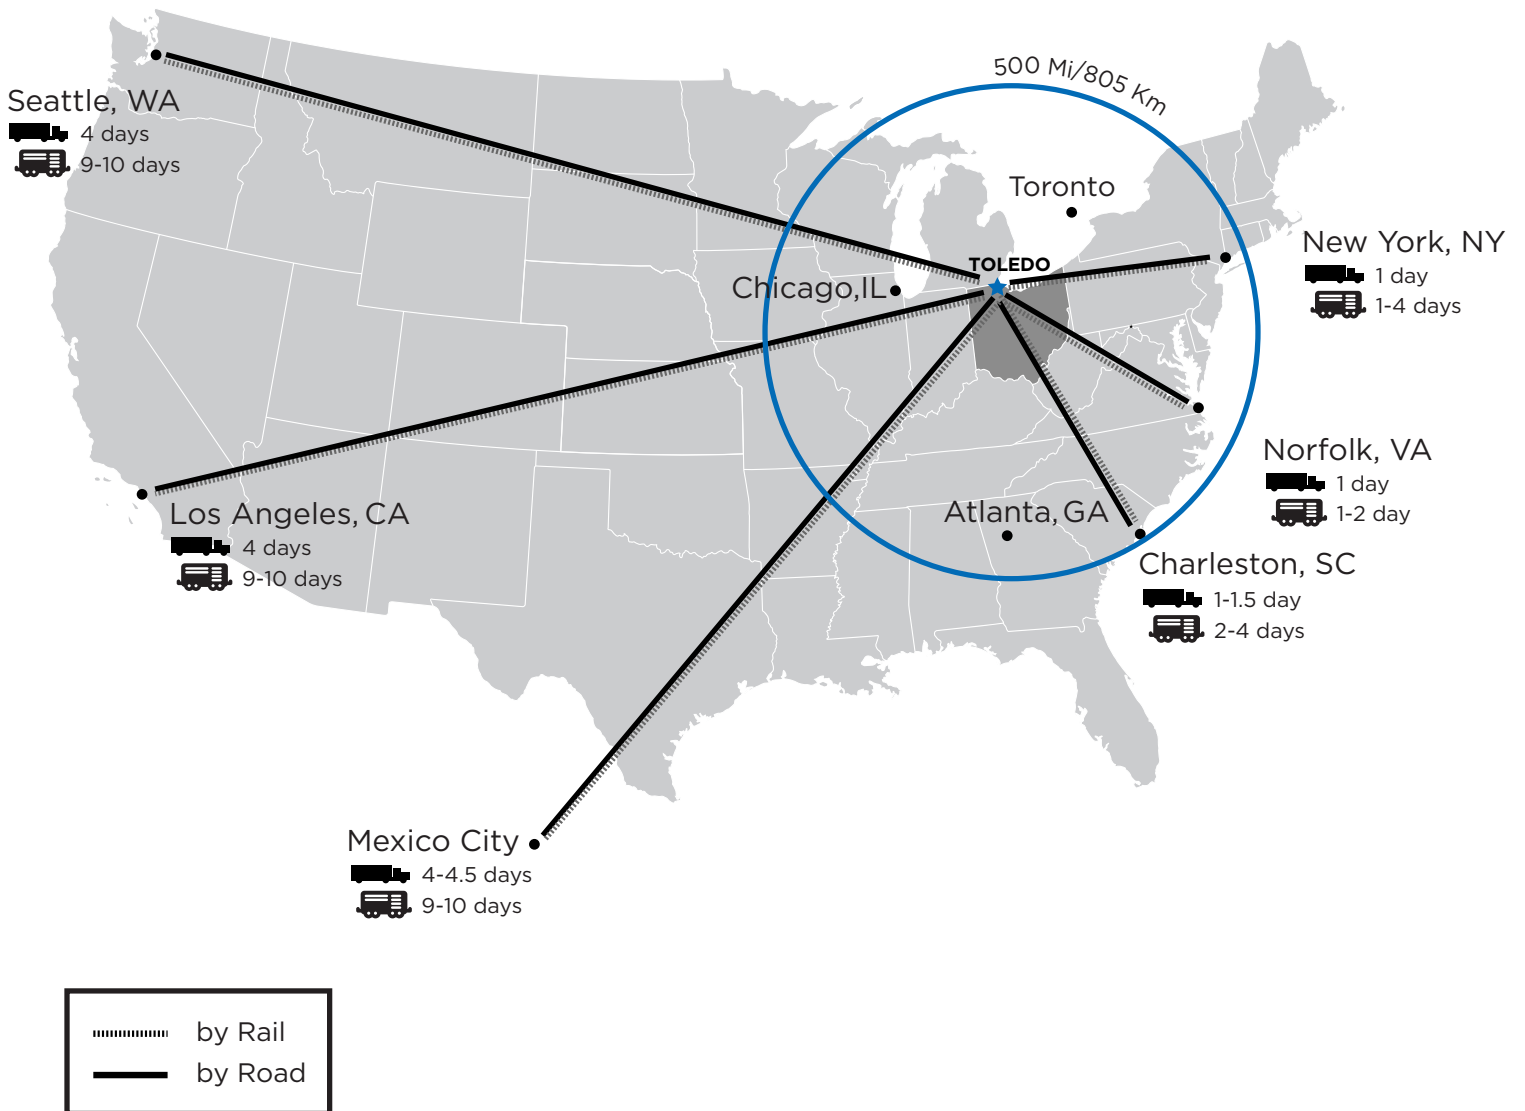 500 Mi/805 Km
Seattle, WA
4 days
9-10 days
Toronto
New York, NY
1 day
1-4 days
TOLEDO
Chicago,IL
Norfolk, VA
1 day
1-2 day
Los Angeles, CA
4 days
9-10 days
Atlanta, GA
Charleston, SC
1-1.5 day
2-4 days
Mexico City
4-4.5 days
9-10 days
by Rail
by Road